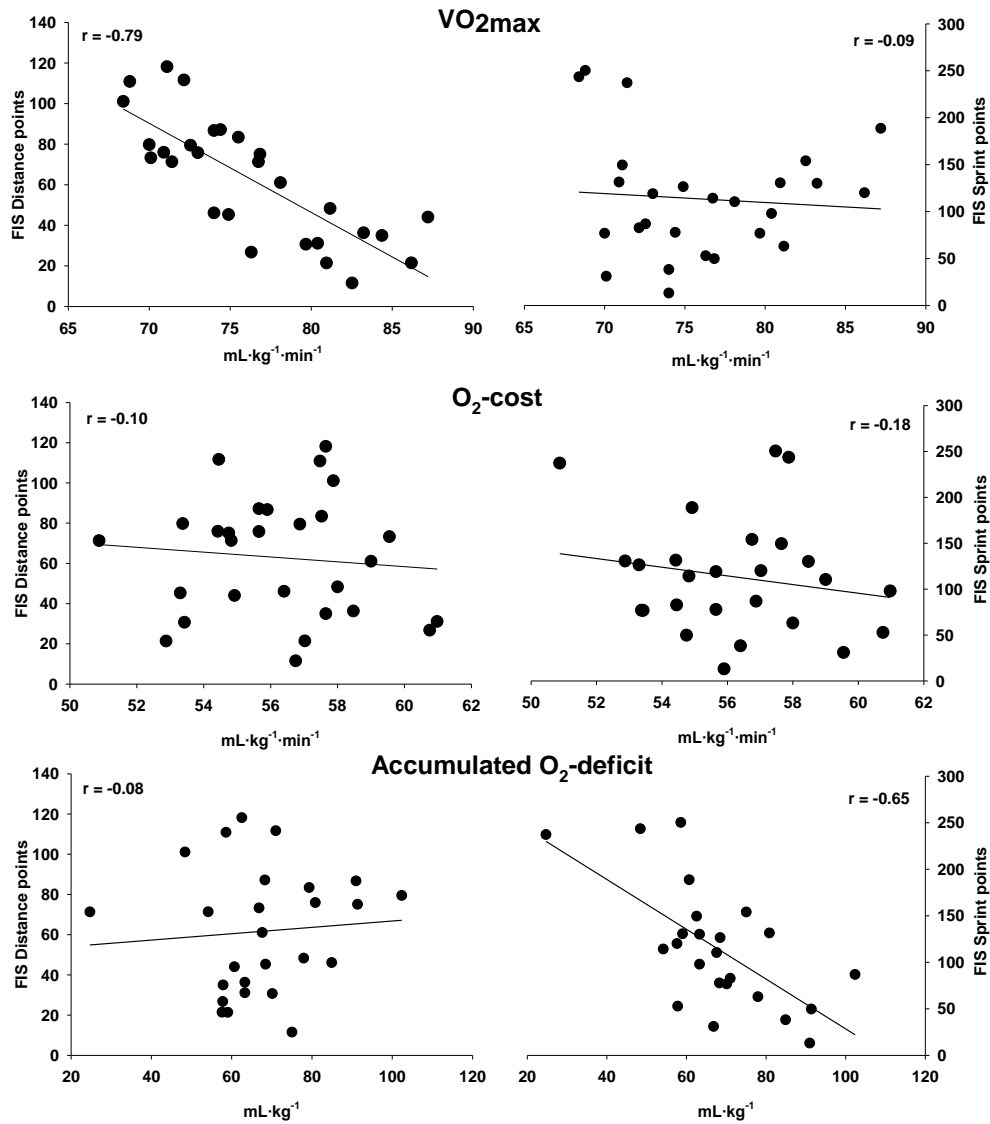 VO2max
r = -0.79
FIS Distance points
140
120
100
80
60
40
20
0
65 70 75 80 85 90
mL·kg⁻¹·min⁻¹
r = -0.09
FIS Sprint points
300
250
200
150
100
50
0
65 70 75 80 85 90
mL·kg⁻¹·min⁻¹
O₂-cost
r = -0.10
FIS Distance points
140
120
100
80
60
40
20
0
50 52 54 56 58 60 62
mL·kg⁻¹·min⁻¹
r = -0.18
FIS Sprint points
300
250
200
150
100
50
0
50 52 54 56 58 60 62
mL·kg⁻¹·min⁻¹
Accumulated O₂-deficit
r = -0.08
FIS Distance points
140
120
100
80
60
40
20
0
20 40 60 80 100 120
mL·kg⁻¹
r = -0.65
FIS Sprint points
300
250
200
150
100
50
0
20 40 60 80 100 120
mL·kg⁻¹